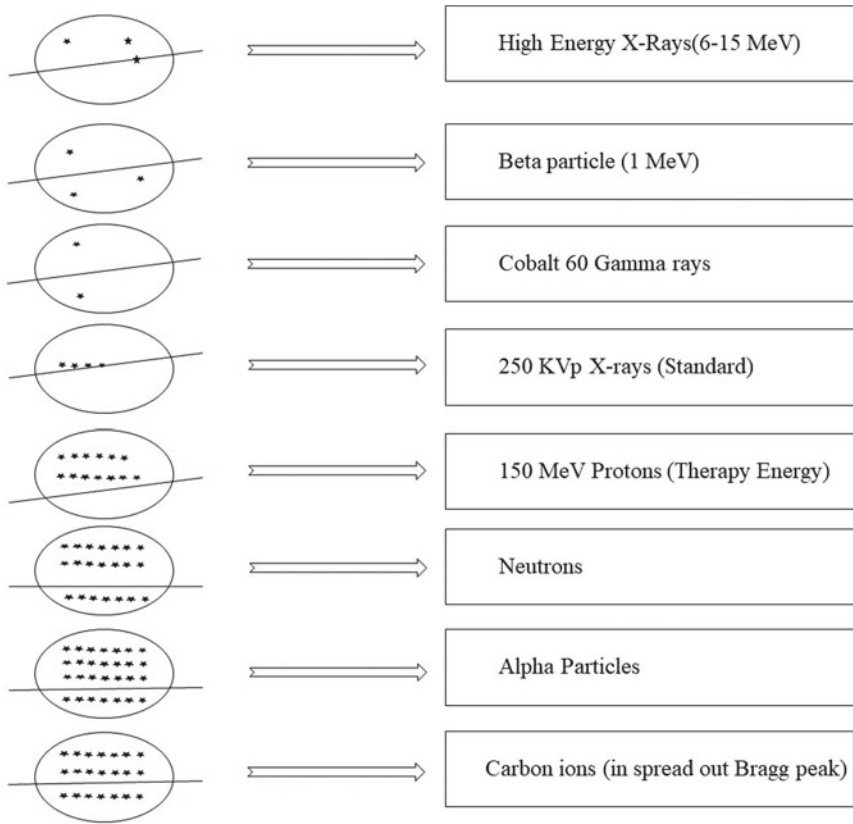 High Energy X-Rays(6-15 MeV)
Beta particle (1 MeV)
Cobalt 60 Gamma rays
250 KVp X-rays (Standard)
150 MeV Protons (Therapy Energy)
Neutrons
Alpha Particles
Carbon ions (in spread out Bragg peak)